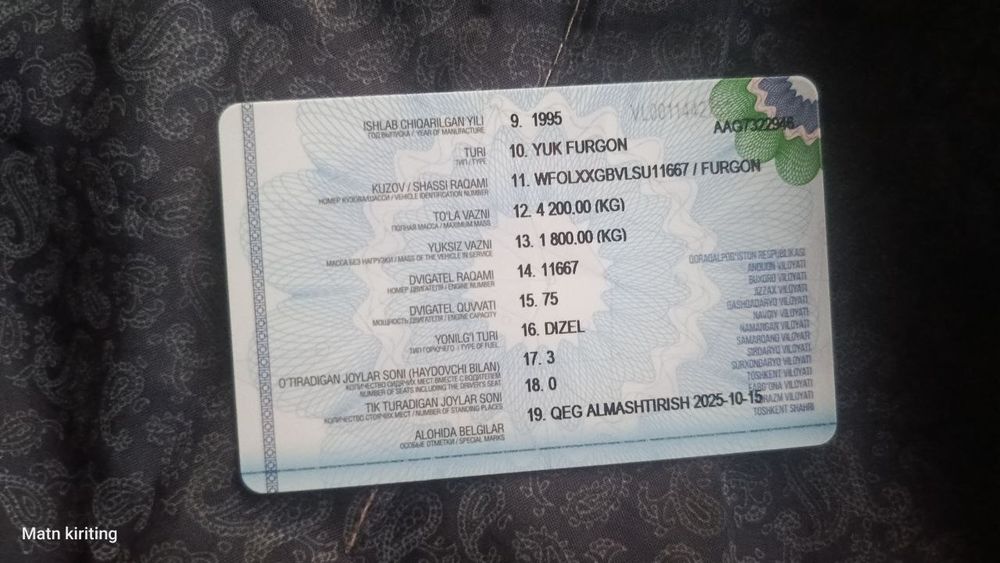 AAG7322946
ISHLAB CHIQARILGAN YILI 9. 1995
ГОД ВЫПУСКА / YEAR OF MANUFACTURE
TURI 10. YUK FURGON
ТИП / TYPE
KUZOV / SHASSI RAQAMI 11. WFOLXXGBVLSU11667 / FURGON
НОМЕР КУЗОВА/ШАССИ / VEHICLE IDENTIFICATION NUMBER
TO'LA VAZNI 12. 4 200.00 (KG)
ПОЛНАЯ МАССА / MAXIMUM MASS
YUKSIZ VAZNI 13. 1 800.00 (KG)
МАССА БЕЗ НАГРУЗКИ / MASS OF THE VEHICLE IN SERVICE
DVIGATEL RAQAMI 14. 11667
НОМЕР ДВИГАТЕЛЯ / ENGINE NUMBER
DVIGATEL QUVVATI 15. 75
МОЩНОСТЬ ДВИГАТЕЛЯ / ENGINE CAPACITY
YONILG'I TURI 16. DIZEL
ТИП ГОРЮЧЕГО / TYPE OF FUEL
O'TIRADIGAN JOYLAR SONI (HAYDOVCHI BILAN) 17. 3
КОЛИЧЕСТВО СИДЯЧИХ МЕСТ ВМЕСТЕ С ВОДИТЕЛЕМ
NUMBER OF SEATS INCLUDING THE DRIVER'S SEAT
TIK TURADIGAN JOYLAR SONI 18. 0
КОЛИЧЕСТВО СТОЯЧИХ МЕСТ / NUMBER OF STANDING PLACES
ALOHIDA BELGILAR 19. QEG ALMASHTIRISH 2025-10-15
ОСОБЫЕ ОТМЕТКИ / SPECIAL MARKS
QORAQALPOG'ISTON RESPUBLIKASI
ANDIJON VILOYATI
BUXORO VILOYATI
JIZZAX VILOYATI
QASHQADARYO VILOYATI
NAVOIY VILOYATI
NAMANGAN VILOYATI
SAMARQAND VILOYATI
SIRDARYO VILOYATI
SURXONDARYO VILOYATI
TOSHKENT VILOYATI
FARG'ONA VILOYATI
VILOYATI
TOSHKENT SHAHRI
Matn kiriting